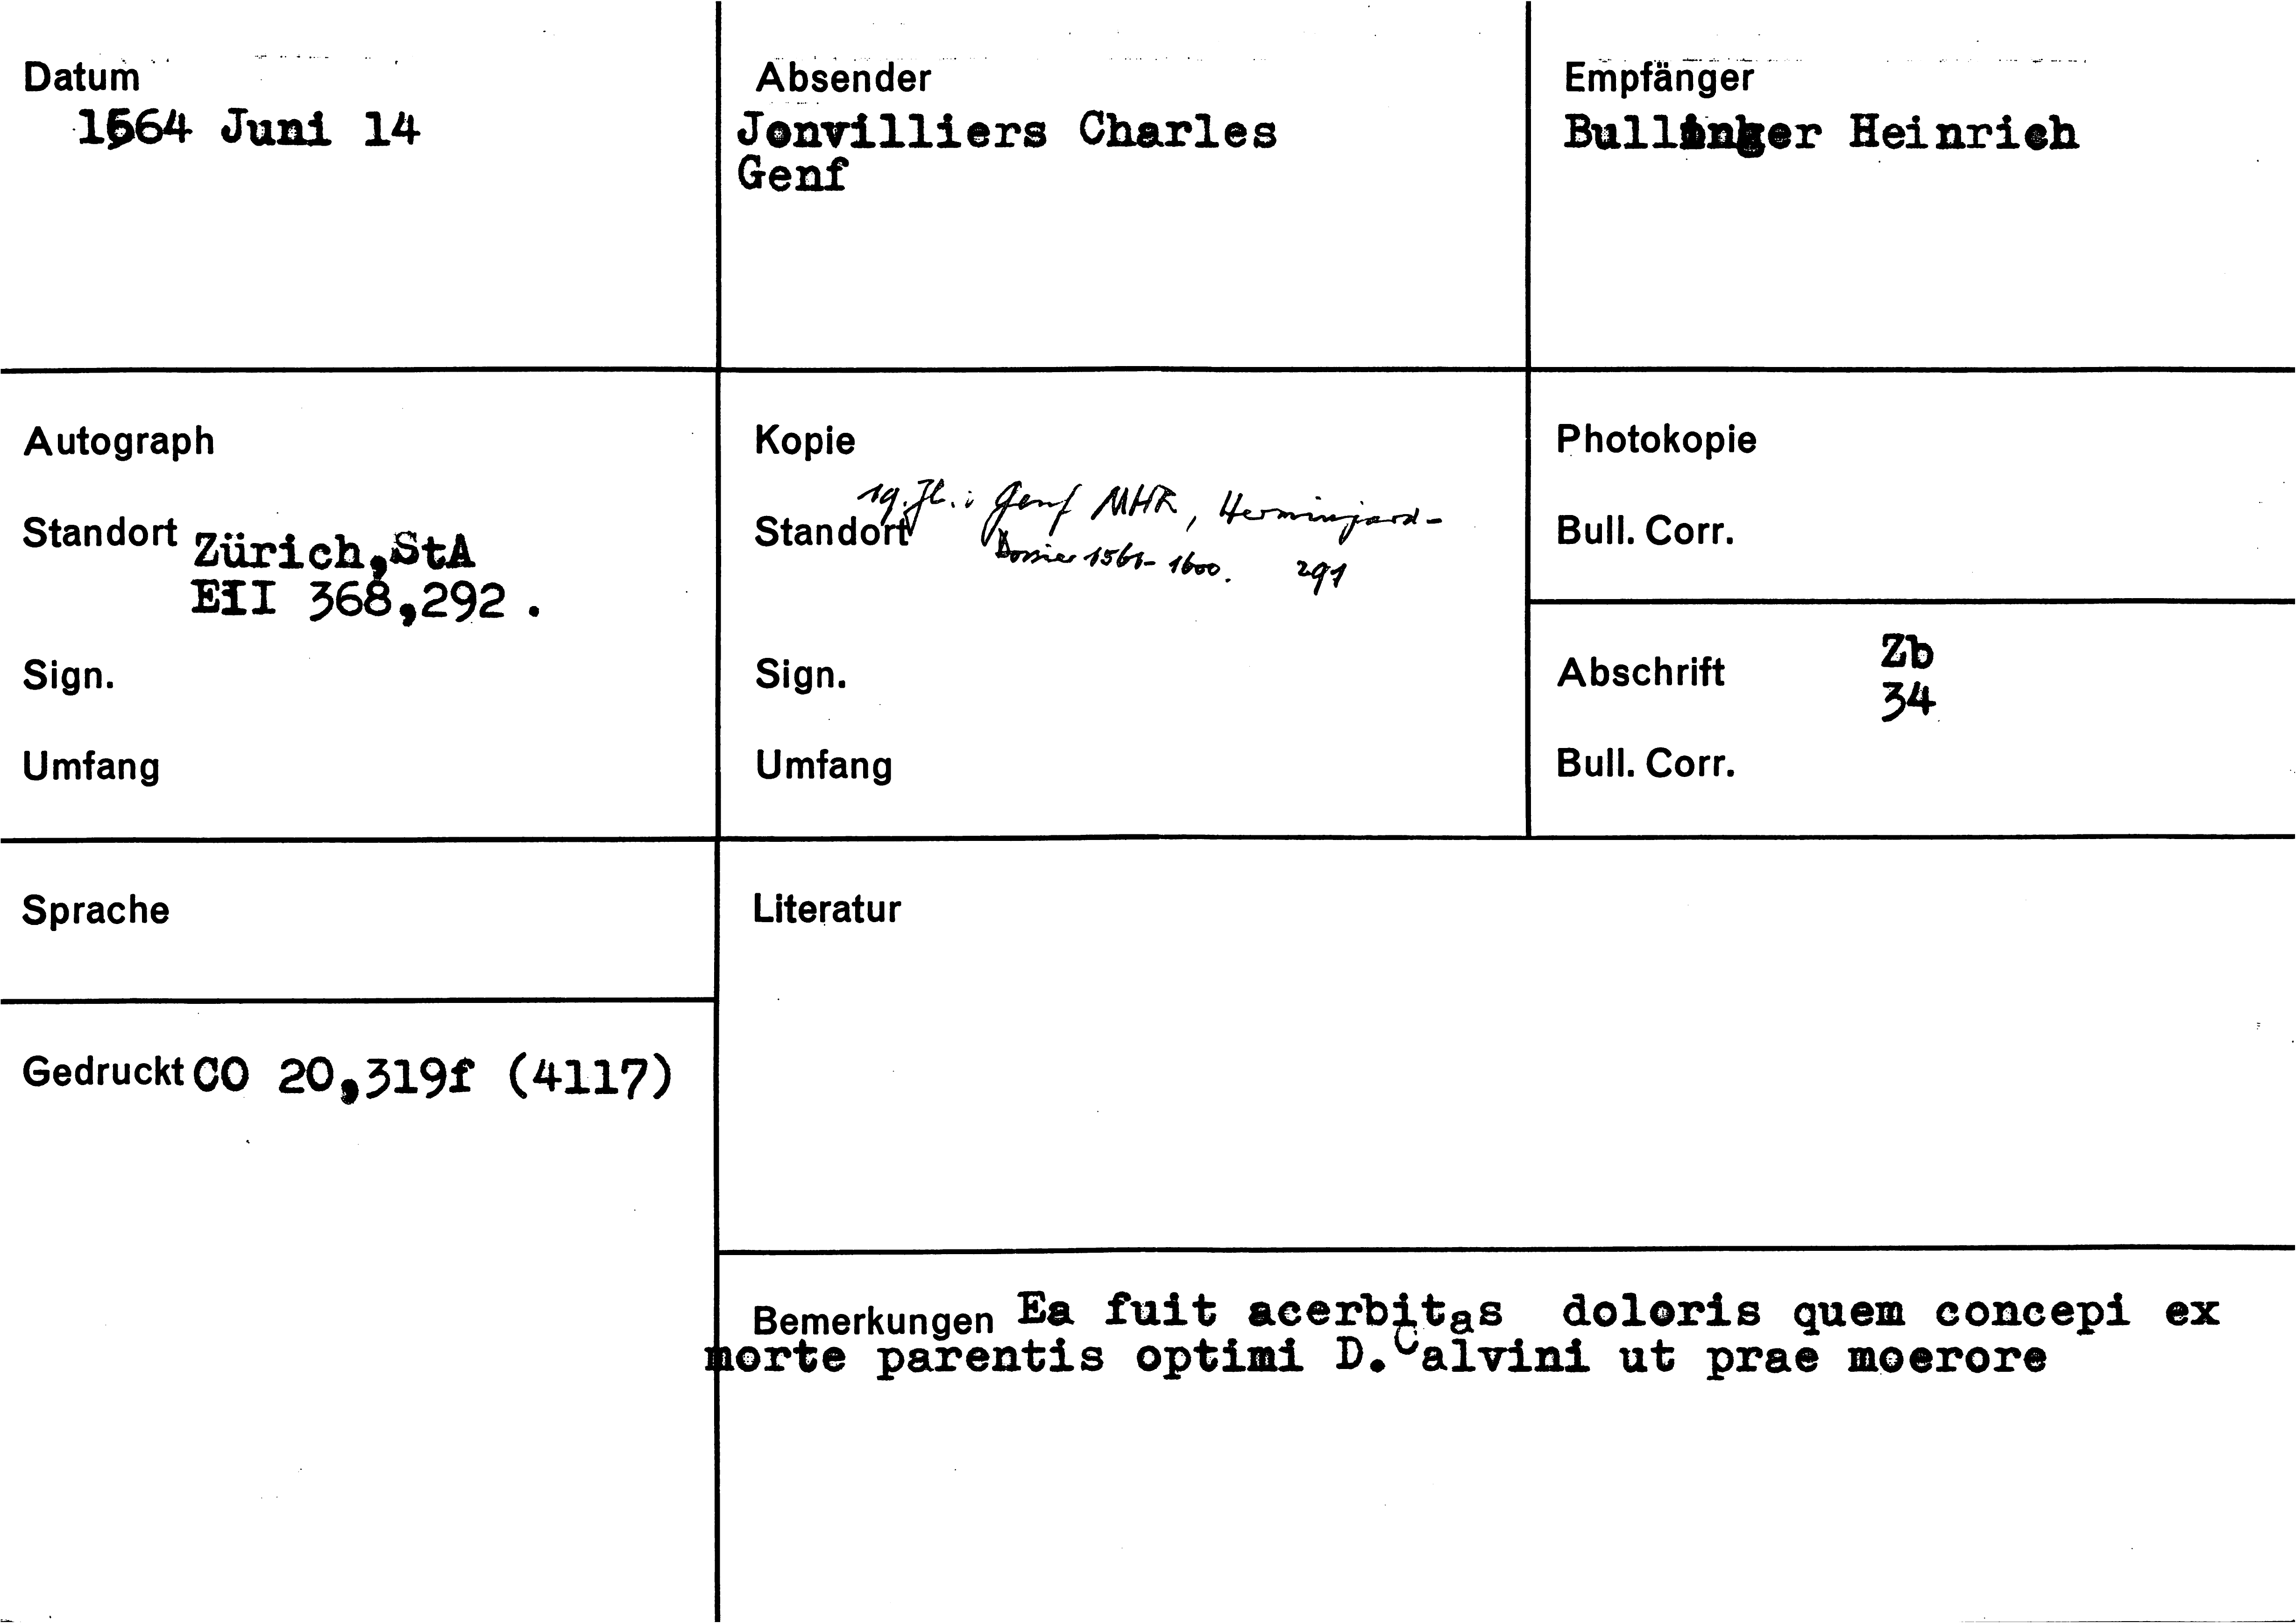 Datum
1564 Juni 14
Absender
Jonvilliers Charles
Genf
Empfänger
Bullinger Heinrich
Autograph
Standort Zürich,StA
EII 368,292 .
Sign.
Umfang
Kopie
19. Jh.: Genf MHR, Herminjard-
Standort Dossier 1561-1600. 291
Sign.
Umfang
Photokopie
Bull. Corr.
Abschrift Zb
34
Bull. Corr.
Sprache
Literatur
Gedruckt CO 20,319f (4117)
Bemerkungen Ea fuit acerbitas doloris quem concepi ex
morte parentis optimi D.Calvini ut prae moerore